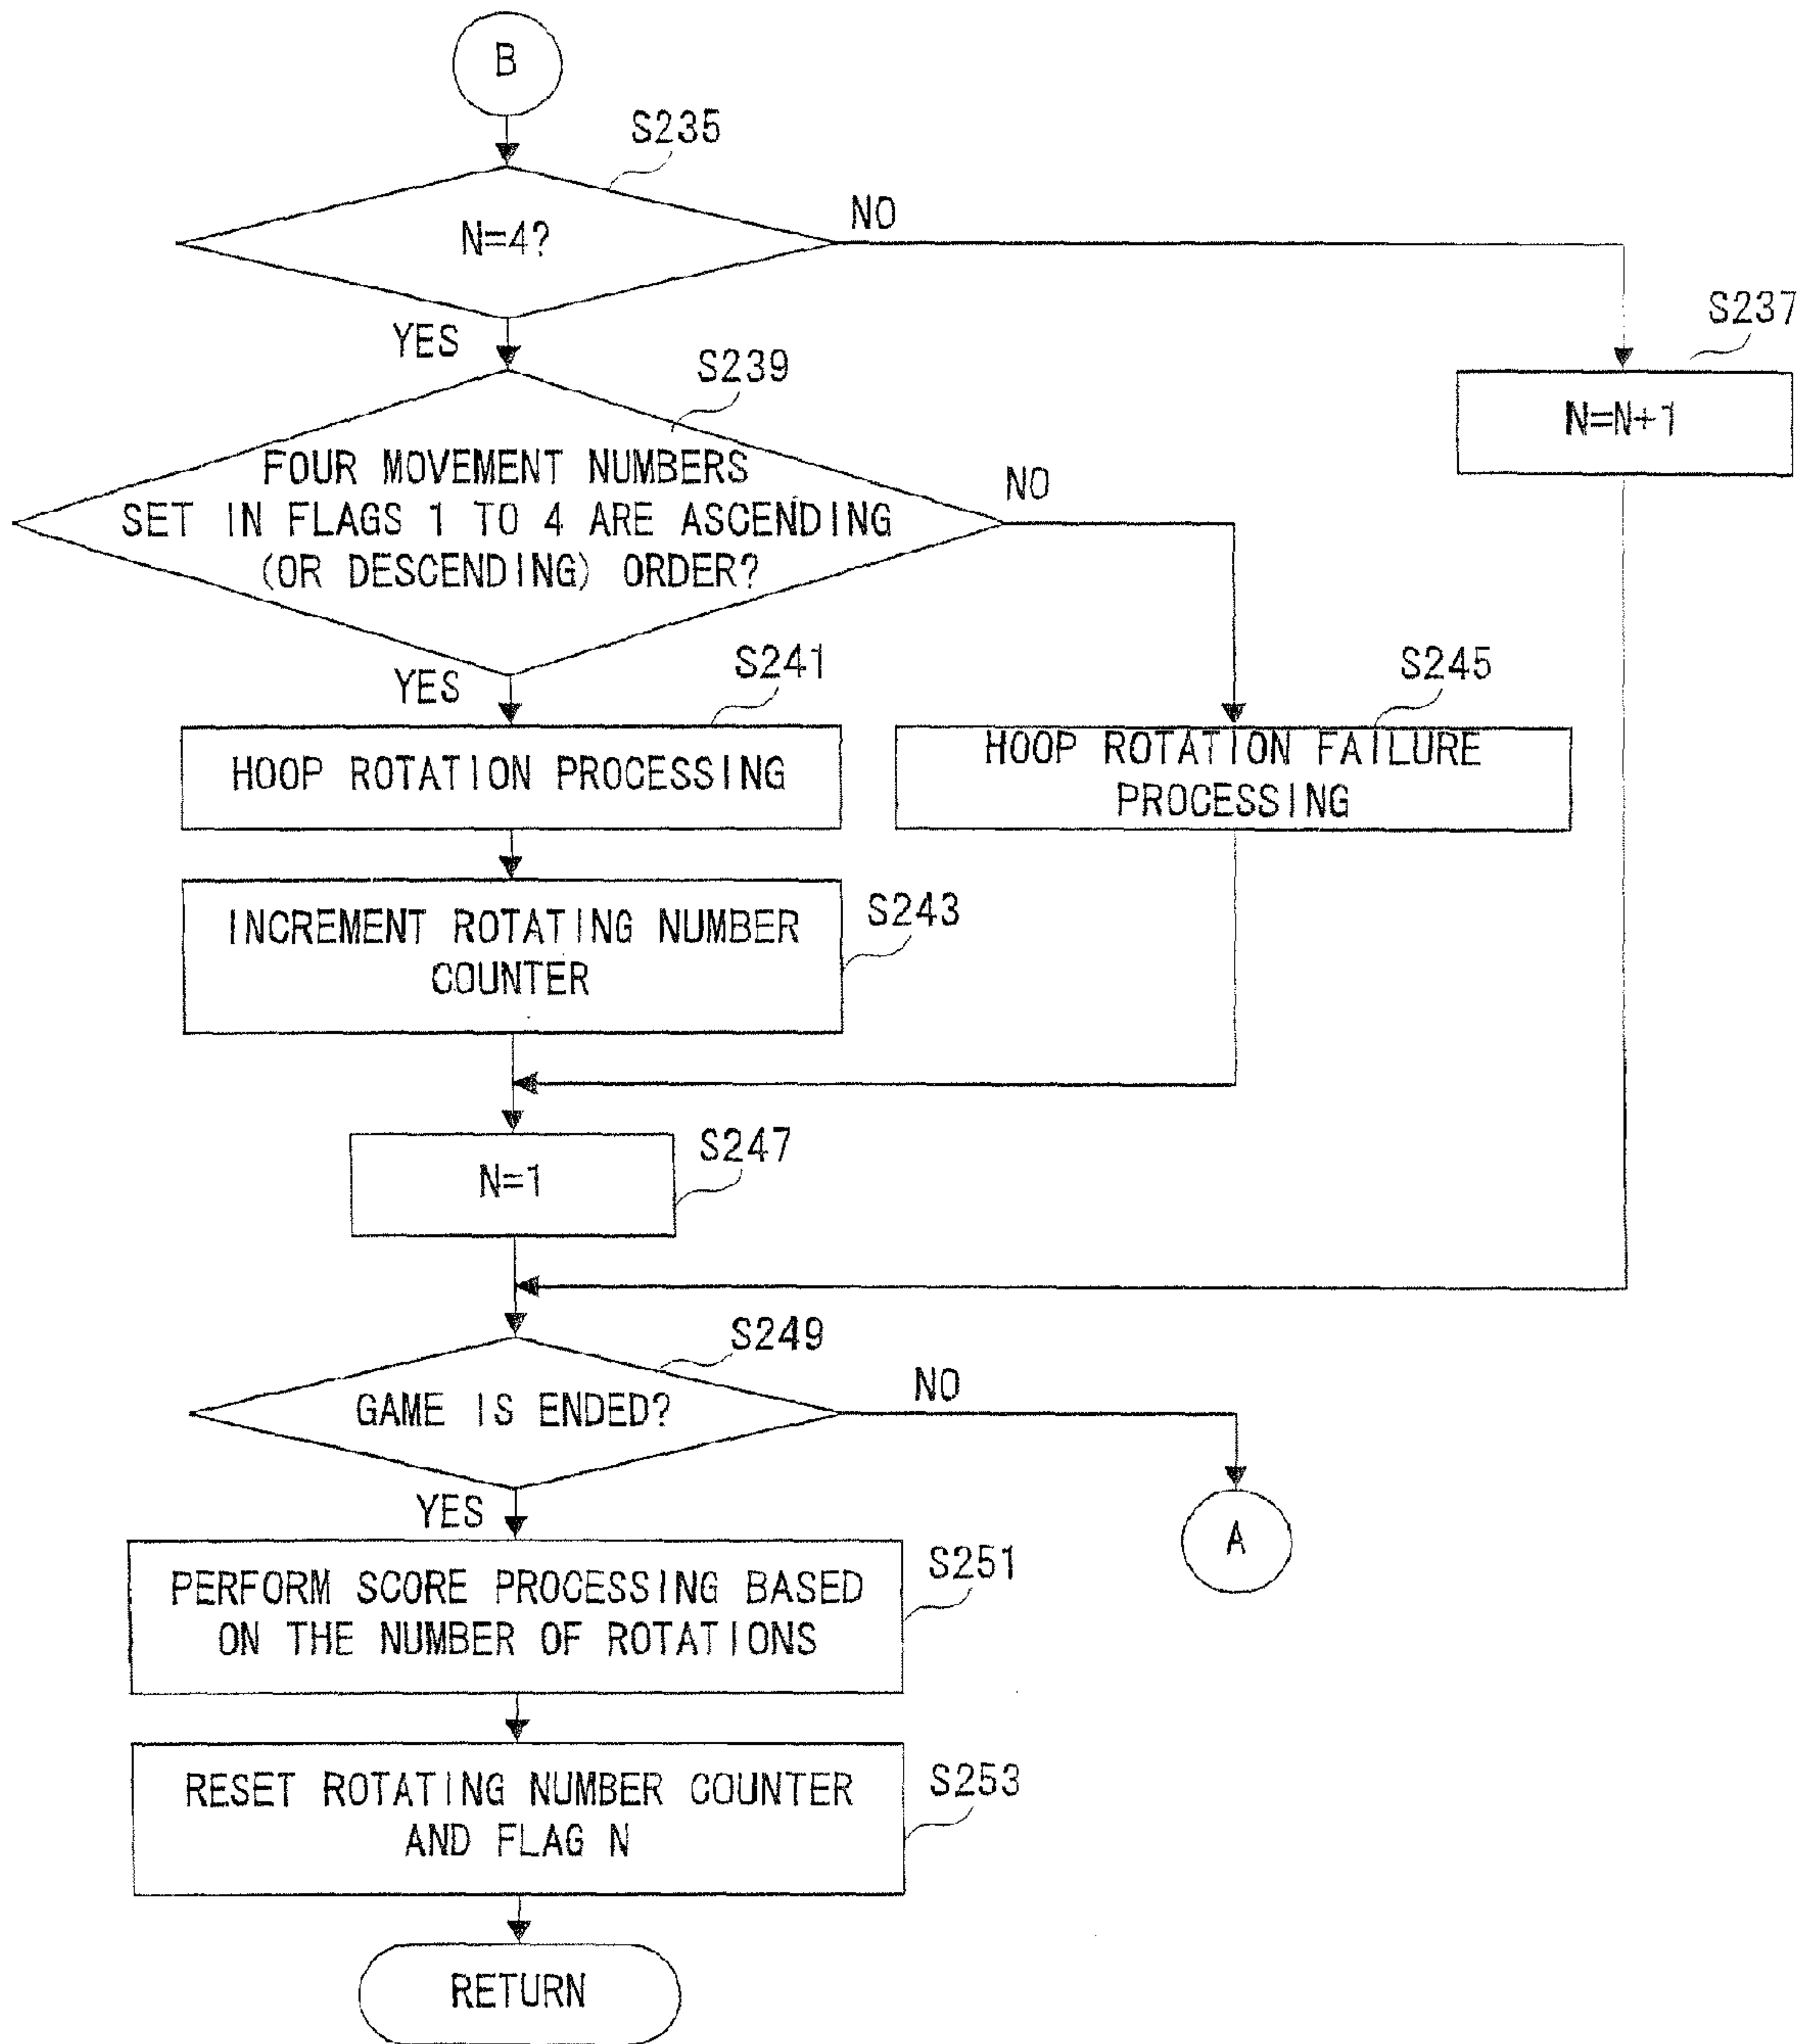 B
S235
N=4?
NO
S237
YES
N=N+1
S239
FOUR MOVEMENT NUMBERS
SET IN FLAGS 1 TO 4 ARE ASCENDING
(OR DESCENDING) ORDER?
NO
YES
S241
S245
HOOP ROTATION PROCESSING
HOOP ROTATION FAILURE
PROCESSING
S243
INCREMENT ROTATING NUMBER
COUNTER
S247
N=1
S249
GAME IS ENDED?
NO
YES
A
S251
PERFORM SCORE PROCESSING BASED
ON THE NUMBER OF ROTATIONS
S253
RESET ROTATING NUMBER COUNTER
AND FLAG N
RETURN